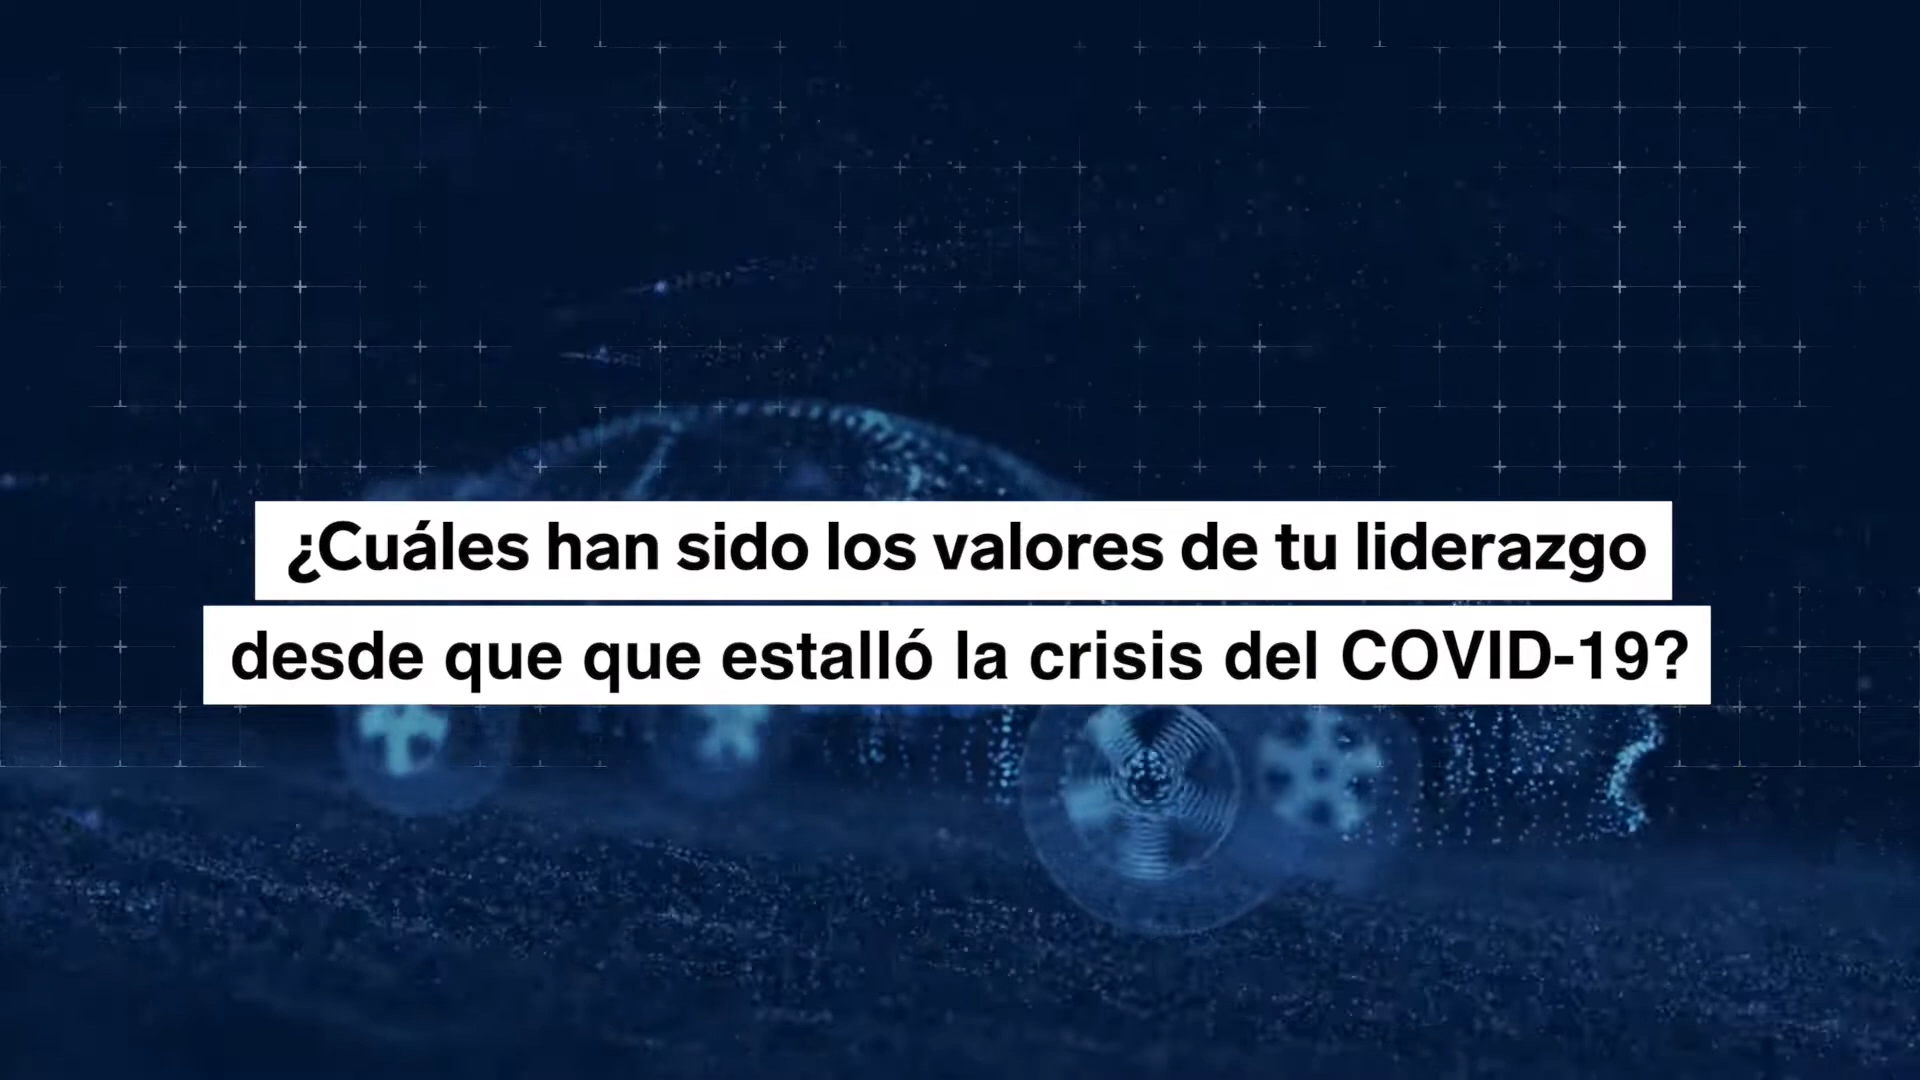 ¿Cuáles han sido los valores de tu liderazgo
desde que que estalló la crisis del COVID-19?